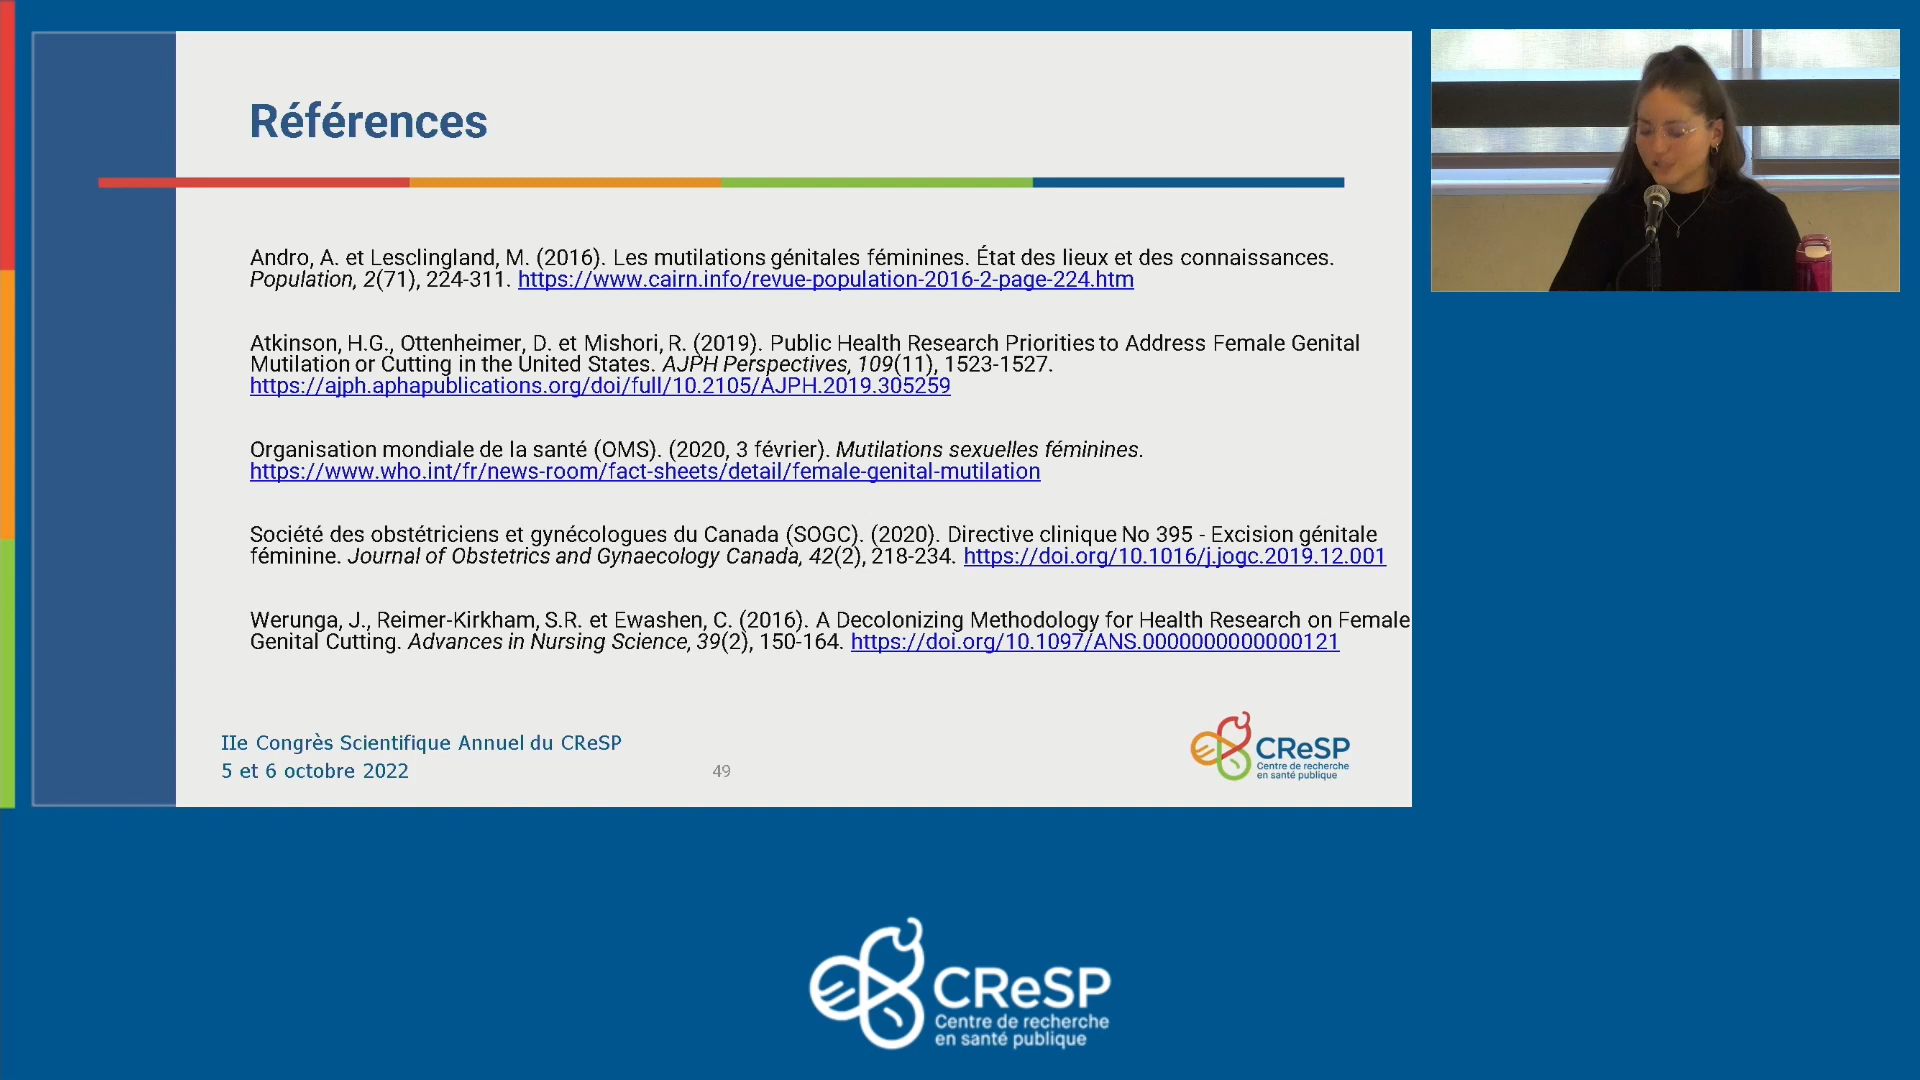 Références
Andro, A. et Lesclingland, M. (2016). Les mutilations génitales féminines. État des lieux et des connaissances.
Population, 2(71), 224-311. https://www.cairn.info/revue-population-2016-2-page-224.htm
Atkinson, H.G., Ottenheimer, D. et Mishori, R. (2019). Public Health Research Priorities to Address Female Genital
Mutilation or Cutting in the United States. AJPH Perspectives, 109(11), 1523-1527.
https://ajph.aphapublications.org/doi/full/10.2105/AJPH.2019.305259
Organisation mondiale de la santé (OMS). (2020, 3 février). Mutilations sexuelles féminines.
https://www.who.int/fr/news-room/fact-sheets/detail/female-genital-mutilation
Société des obstétriciens et gynécologues du Canada (SOGC). (2020). Directive clinique No 395 - Excision génitale
féminine. Journal of Obstetrics and Gynaecology Canada, 42(2), 218-234. https://doi.org/10.1016/j.jogc.2019.12.001
Werunga, J., Reimer-Kirkham, S.R. et Ewashen, C. (2016). A Decolonizing Methodology for Health Research on Female
Genital Cutting. Advances in Nursing Science, 39(2), 150-164. https://doi.org/10.1097/ANS.0000000000000121
IIe Congrès Scientifique Annuel du CReSP
5 et 6 octobre 2022
49
CReSP
Centre de recherche
en santé publique
CReSP
Centre de recherche
en santé publique